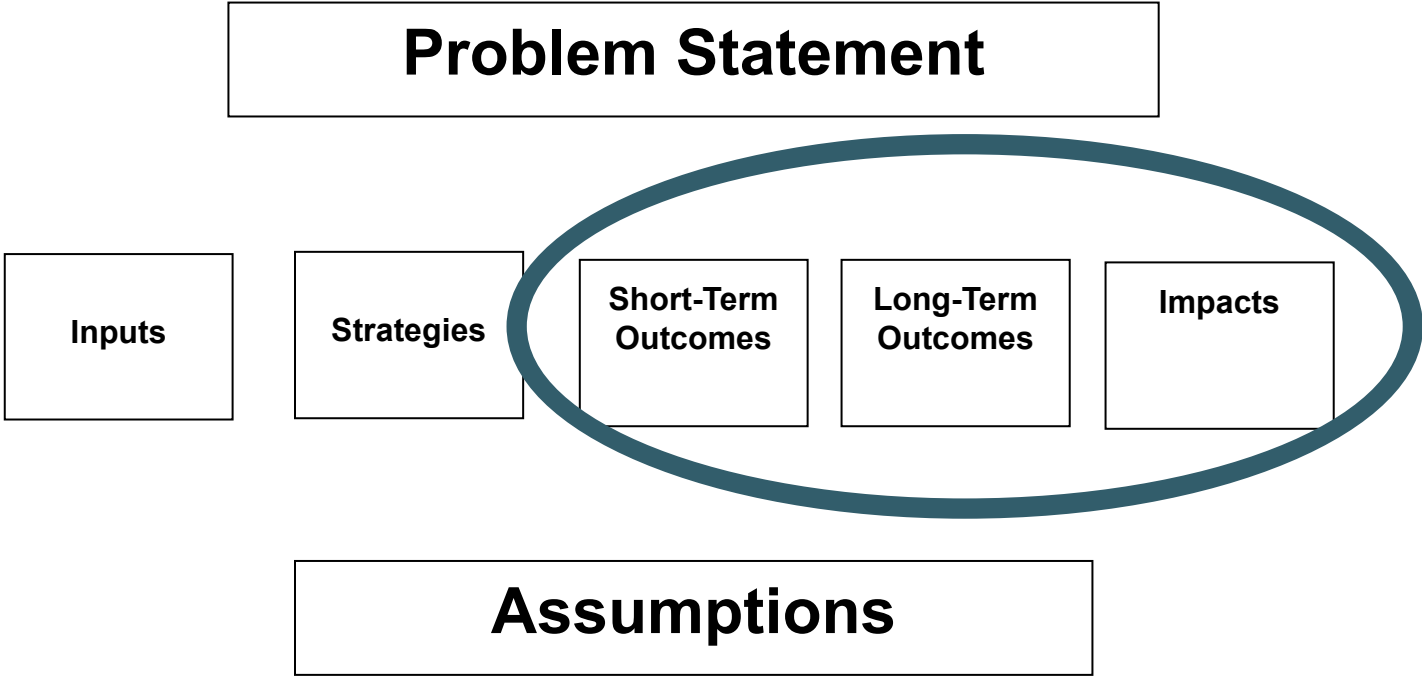 Problem Statement
Inputs
Strategies
Short-Term
Outcomes
Long-Term
Outcomes
Impacts
Assumptions